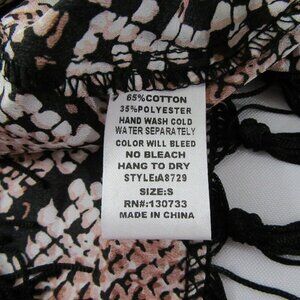 65%COTTON
35%POLYESTER
HAND WASH COLD
WATER SEPARATELY
COLOR WILL BLEED
NO BLEACH
HANG TO DRY
STYLE:A8729
SIZE:S
RN#:130733
MADE IN CHINA